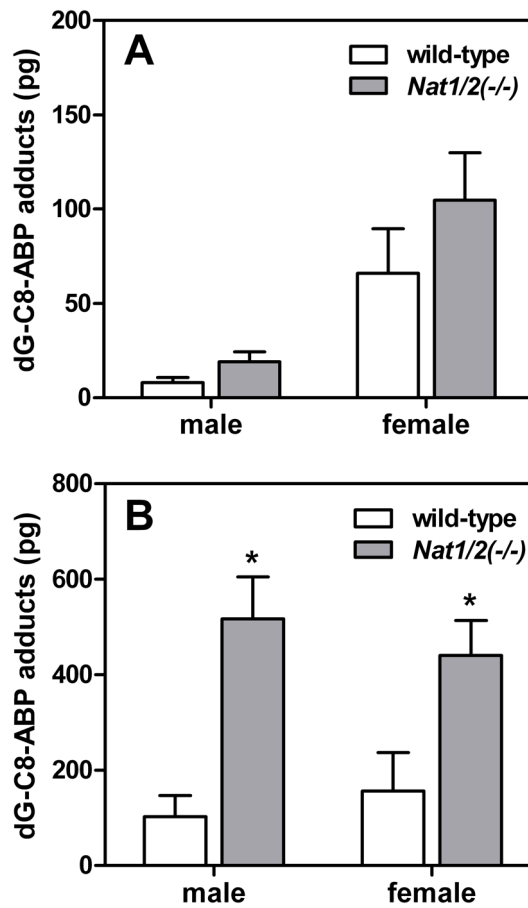 A
wild-type
Nat1/2(-/-)
dG-C8-ABP adducts (pg)
200
150
100
50
0
male
female
B
wild-type
Nat1/2(-/-)
dG-C8-ABP adducts (pg)
800
600
400
200
0
*
*
male
female